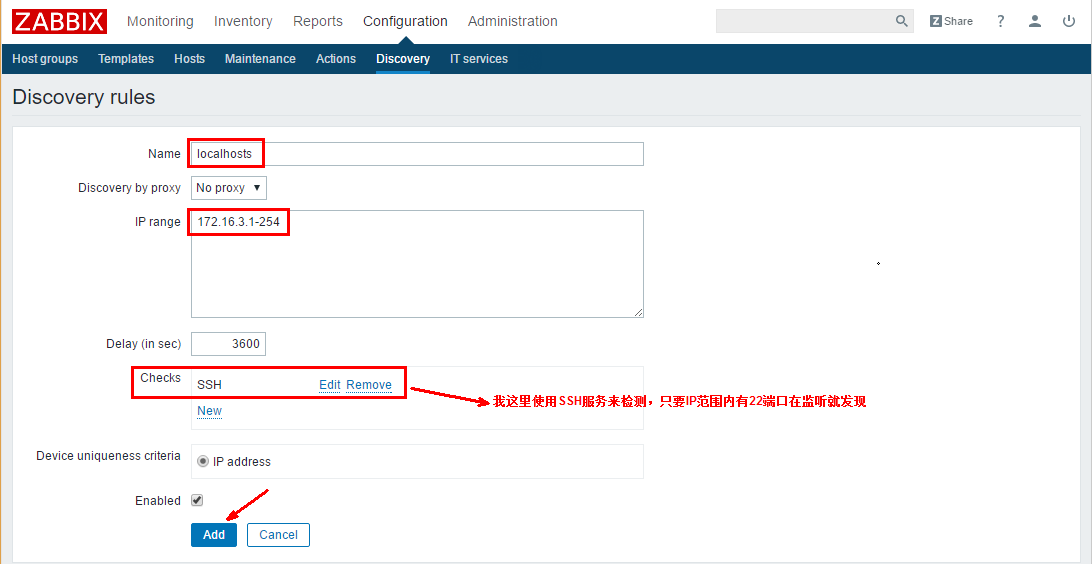 ZABBIX Monitoring Inventory Reports Configuration Administration Z Share ?
Host groups Templates Hosts Maintenance Actions Discovery IT services
Discovery rules
Name localhosts
Discovery by proxy No proxy
IP range 172.16.3.1-254
Delay (in sec) 3600
Checks SSH Edit Remove
我这里使用SSH服务来检测，只要IP范围内有22端口在监听就发现
New
Device uniqueness criteria IP address
Enabled
Add Cancel